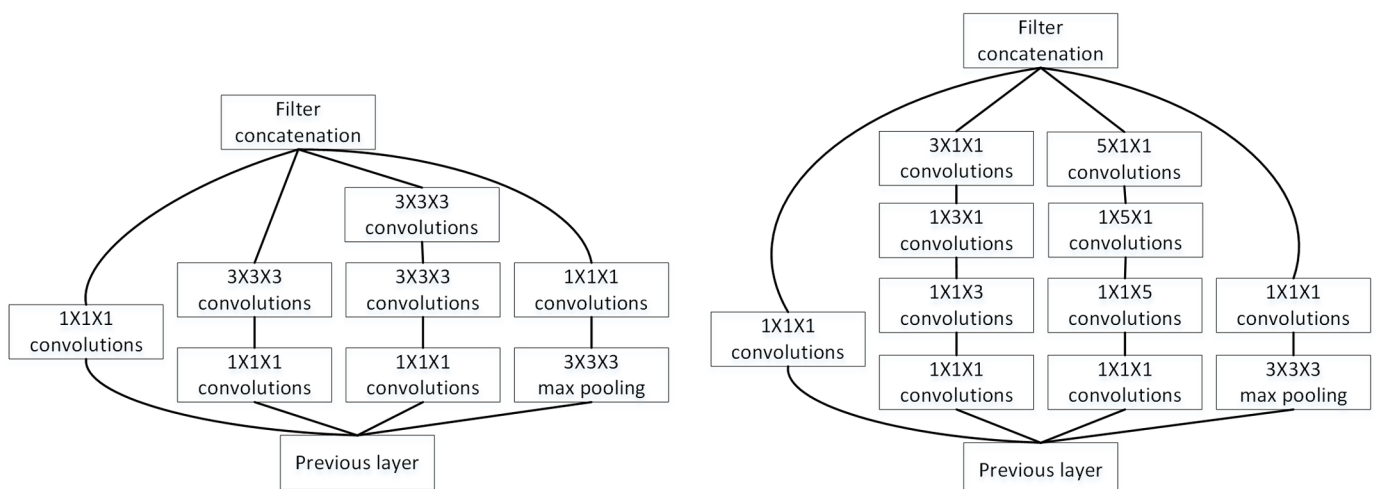 Filter
concatenation
3X3X3
convolutions
3X3X3
convolutions
3X3X3
convolutions
1X1X1
convolutions
1X1X1
convolutions
1X1X1
convolutions
1X1X1
convolutions
3X3X3
max pooling
Previous layer
Filter
concatenation
3X1X1
convolutions
5X1X1
convolutions
1X3X1
convolutions
1X5X1
convolutions
1X1X3
convolutions
1X1X5
convolutions
1X1X1
convolutions
1X1X1
convolutions
1X1X1
convolutions
1X1X1
convolutions
3X3X3
max pooling
Previous layer